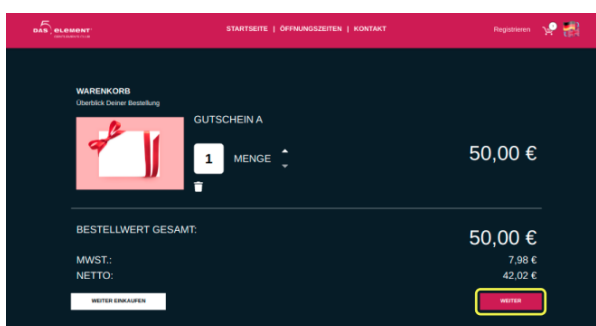 DAS 5 ELEMENT
STARTSEITE | ÖFFNUNGSZEITEN | KONTAKT
Registrieren
WARENKORB
Überblick Deiner Bestellung
GUTSCHEIN A
1 MENGE
50,00 €
BESTELLWERT GESAMT:
50,00 €
MWST.:
7,98 €
NETTO:
42,02 €
WEITER EINKAUFEN
WEITER